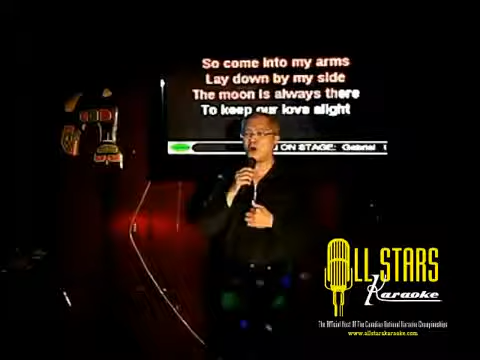 So come into my arms
Lay down by my side
The moon is always there
To keep our love alight
ON STAGE: Gabriel
ALL STARS
Karaoke
The Official Host Of The Canadian National Karaoke Championships
www.allstarskaraoke.com